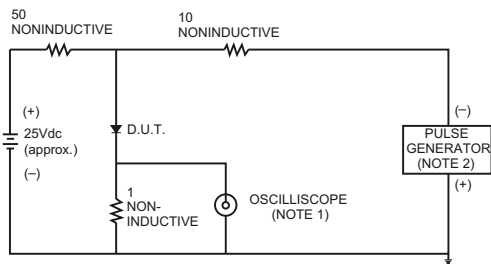 50
NONINDUCTIVE
10
NONINDUCTIVE
(+)
25Vdc
(approx.)
(–)
D.U.T.
1
NON-
INDUCTIVE
OSCILLISCOPE
(NOTE 1)
(–)
PULSE
GENERATOR
(NOTE 2)
(+)